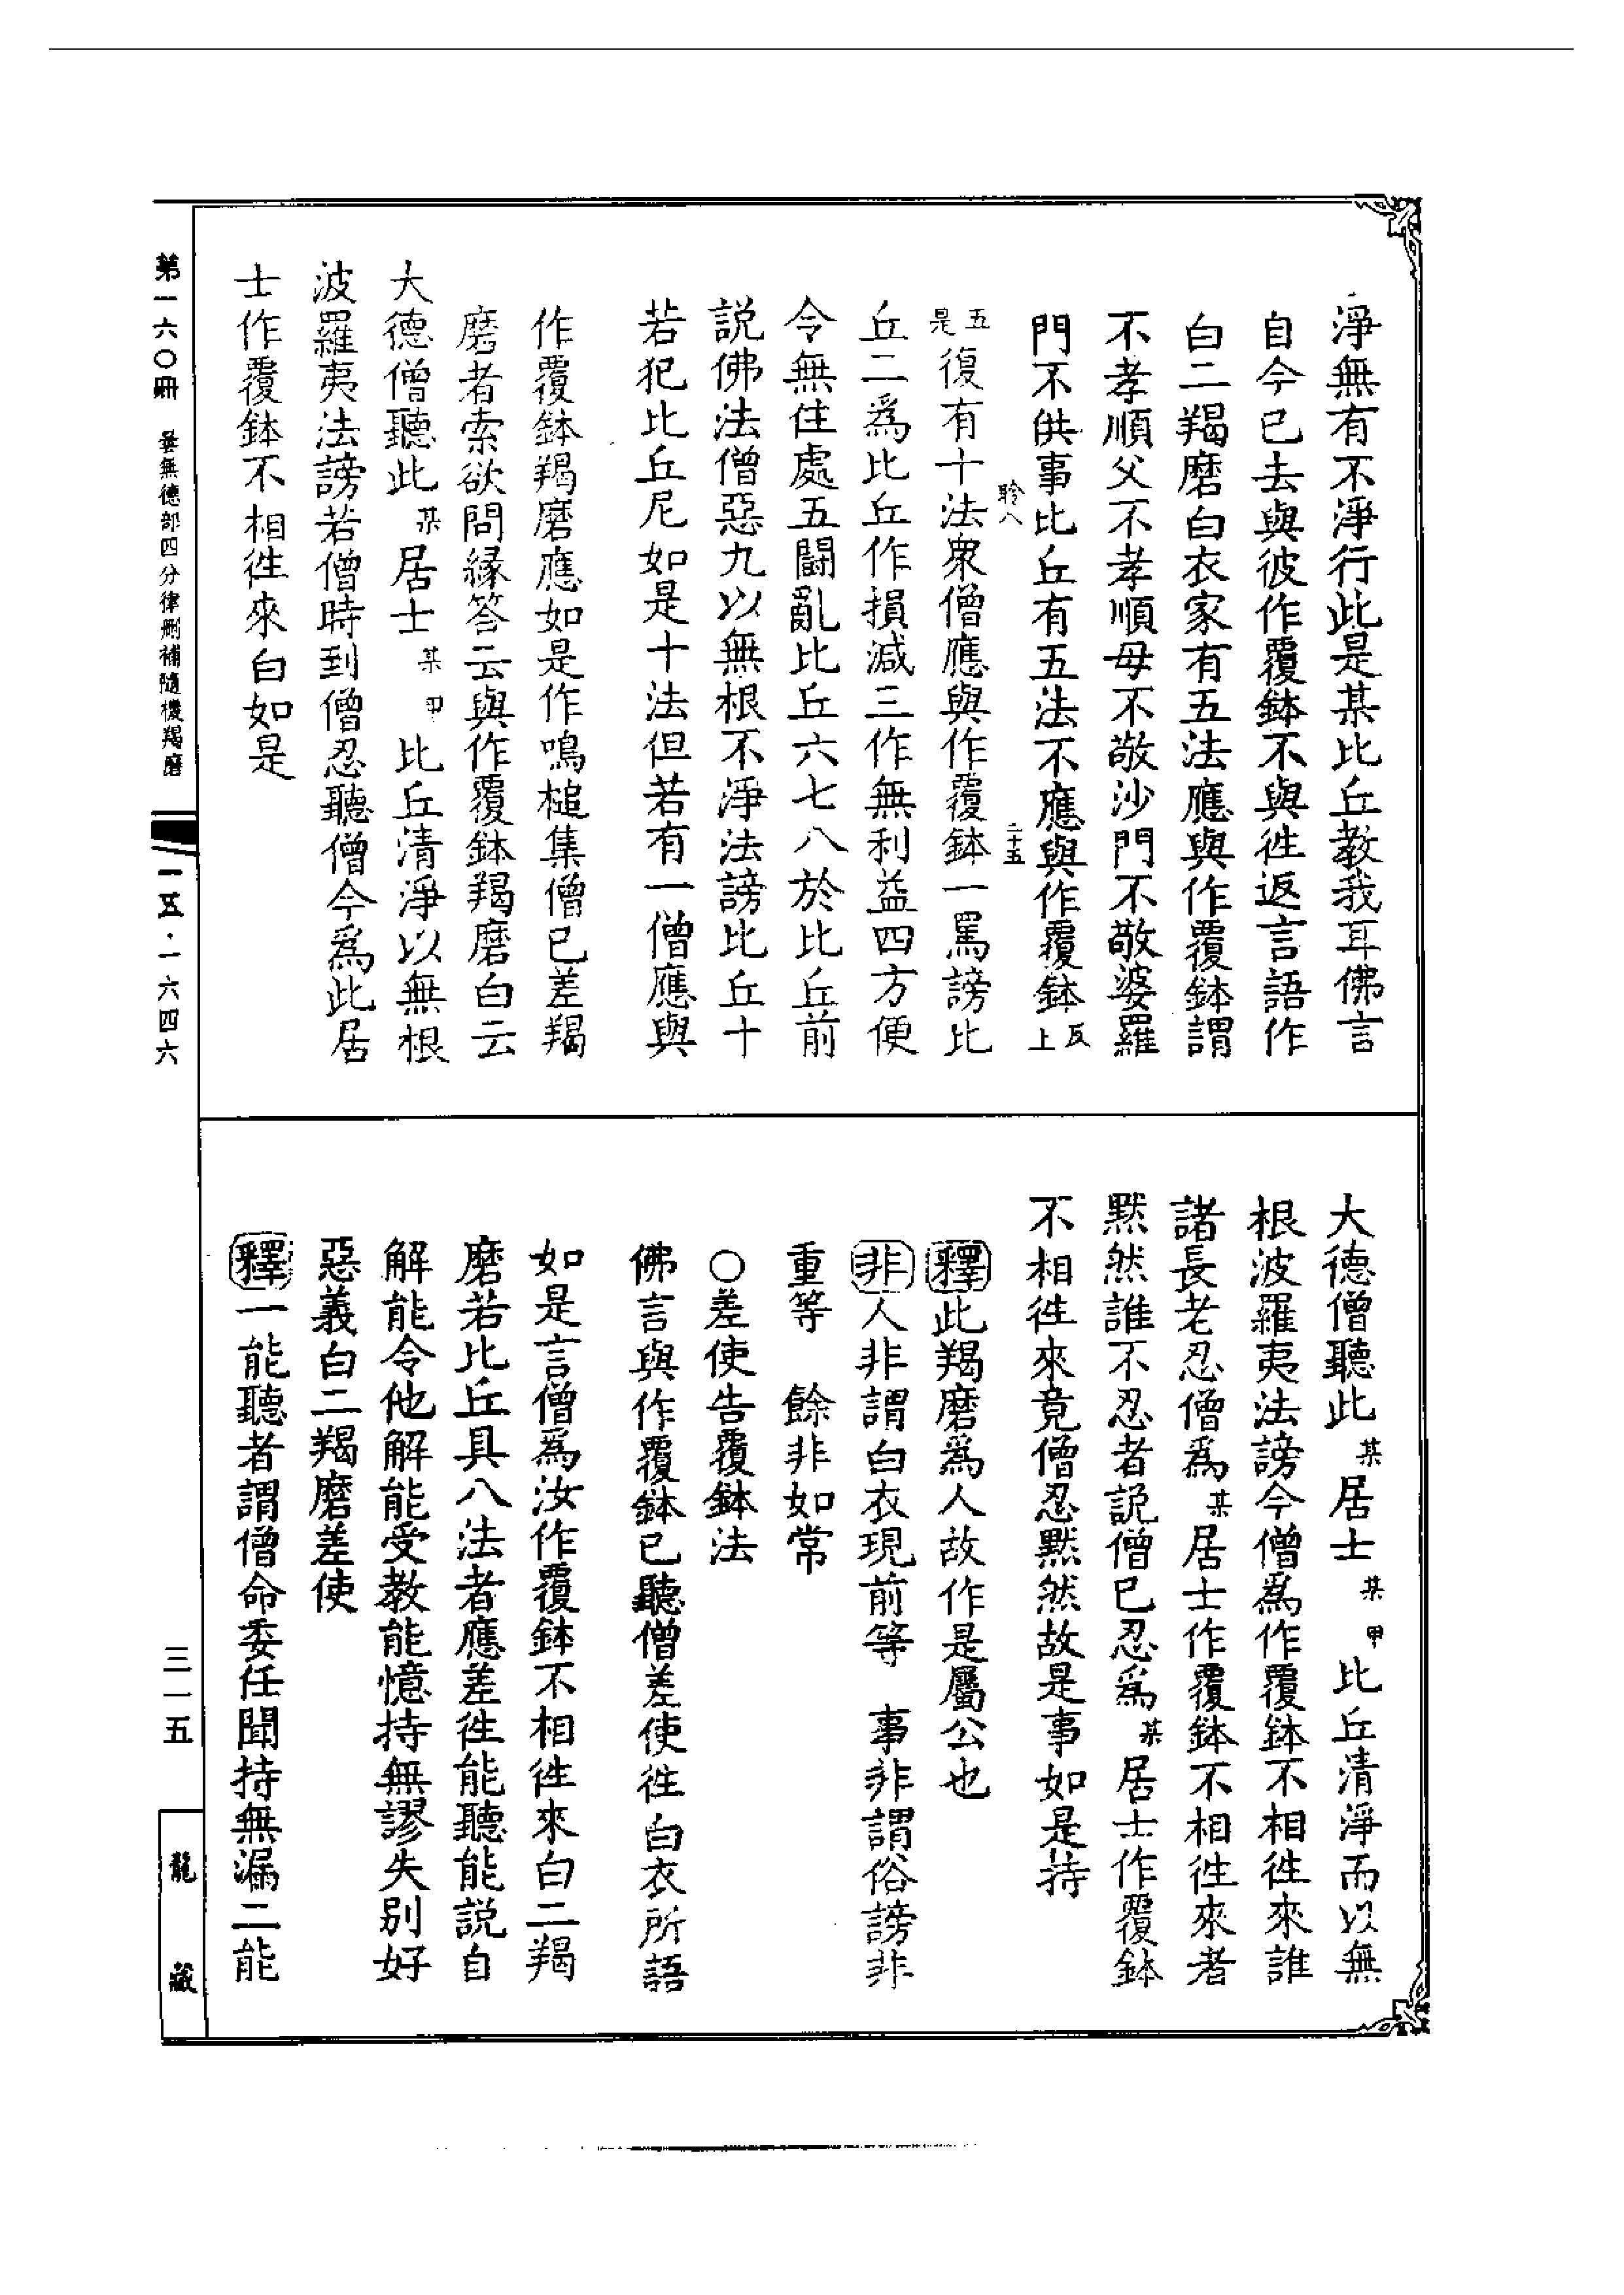 淨無有不淨行此是某比丘教我耳佛言
自今已去與彼作覆鉢不與徃返言語作
白二羯磨白衣家有五法應與作覆鉢謂
不孝順父不孝順母不敬沙門不敬婆羅
門不供事比丘有五法不應與作覆鉢反上
聆八
二十五
五是復有十法衆僧應與作覆鉢一罵謗比
丘二爲比丘作損減三作無利益四方便
令無住處五鬪亂比丘六七八於比丘前
説佛法僧惡九以無根不淨法謗比丘十
若犯比丘尼如是十法但若有一僧應與
作覆鉢羯磨應如是作鳴槌集僧已差羯
磨者索欲問縁答云與作覆鉢羯磨白云
大德僧聽此某居士某甲比丘清淨以無根
波羅夷法謗若僧時到僧忍聽僧今爲此居
士作覆鉢不相徃來白如是
大德僧聽此某居士某甲比丘清淨而以無
根波羅夷法謗今僧爲作覆鉢不相徃來誰
諸長老忍僧爲某居士作覆鉢不相徃來者
默然誰不忍者説僧已忍爲某居士作覆鉢
不相徃來竟僧忍默然故是事如是持
釋此羯磨爲人故作是屬公也
非人非謂白衣現前等 事非謂俗謗非
重等 餘非如常
○差使告覆鉢法
佛言與作覆鉢已聽僧差使徃白衣所語
如是言僧爲汝作覆鉢不相徃來白二羯
磨若比丘具八法者應差徃能聽能説自
解能令他解能受教能憶持無謬失别好
惡義白二羯磨差使
釋一能聽者謂僧命委任聞持無漏二能
第一六〇冊 曇無德部四分律刪補隨機羯磨
一五·一六四六
三一五
龍藏